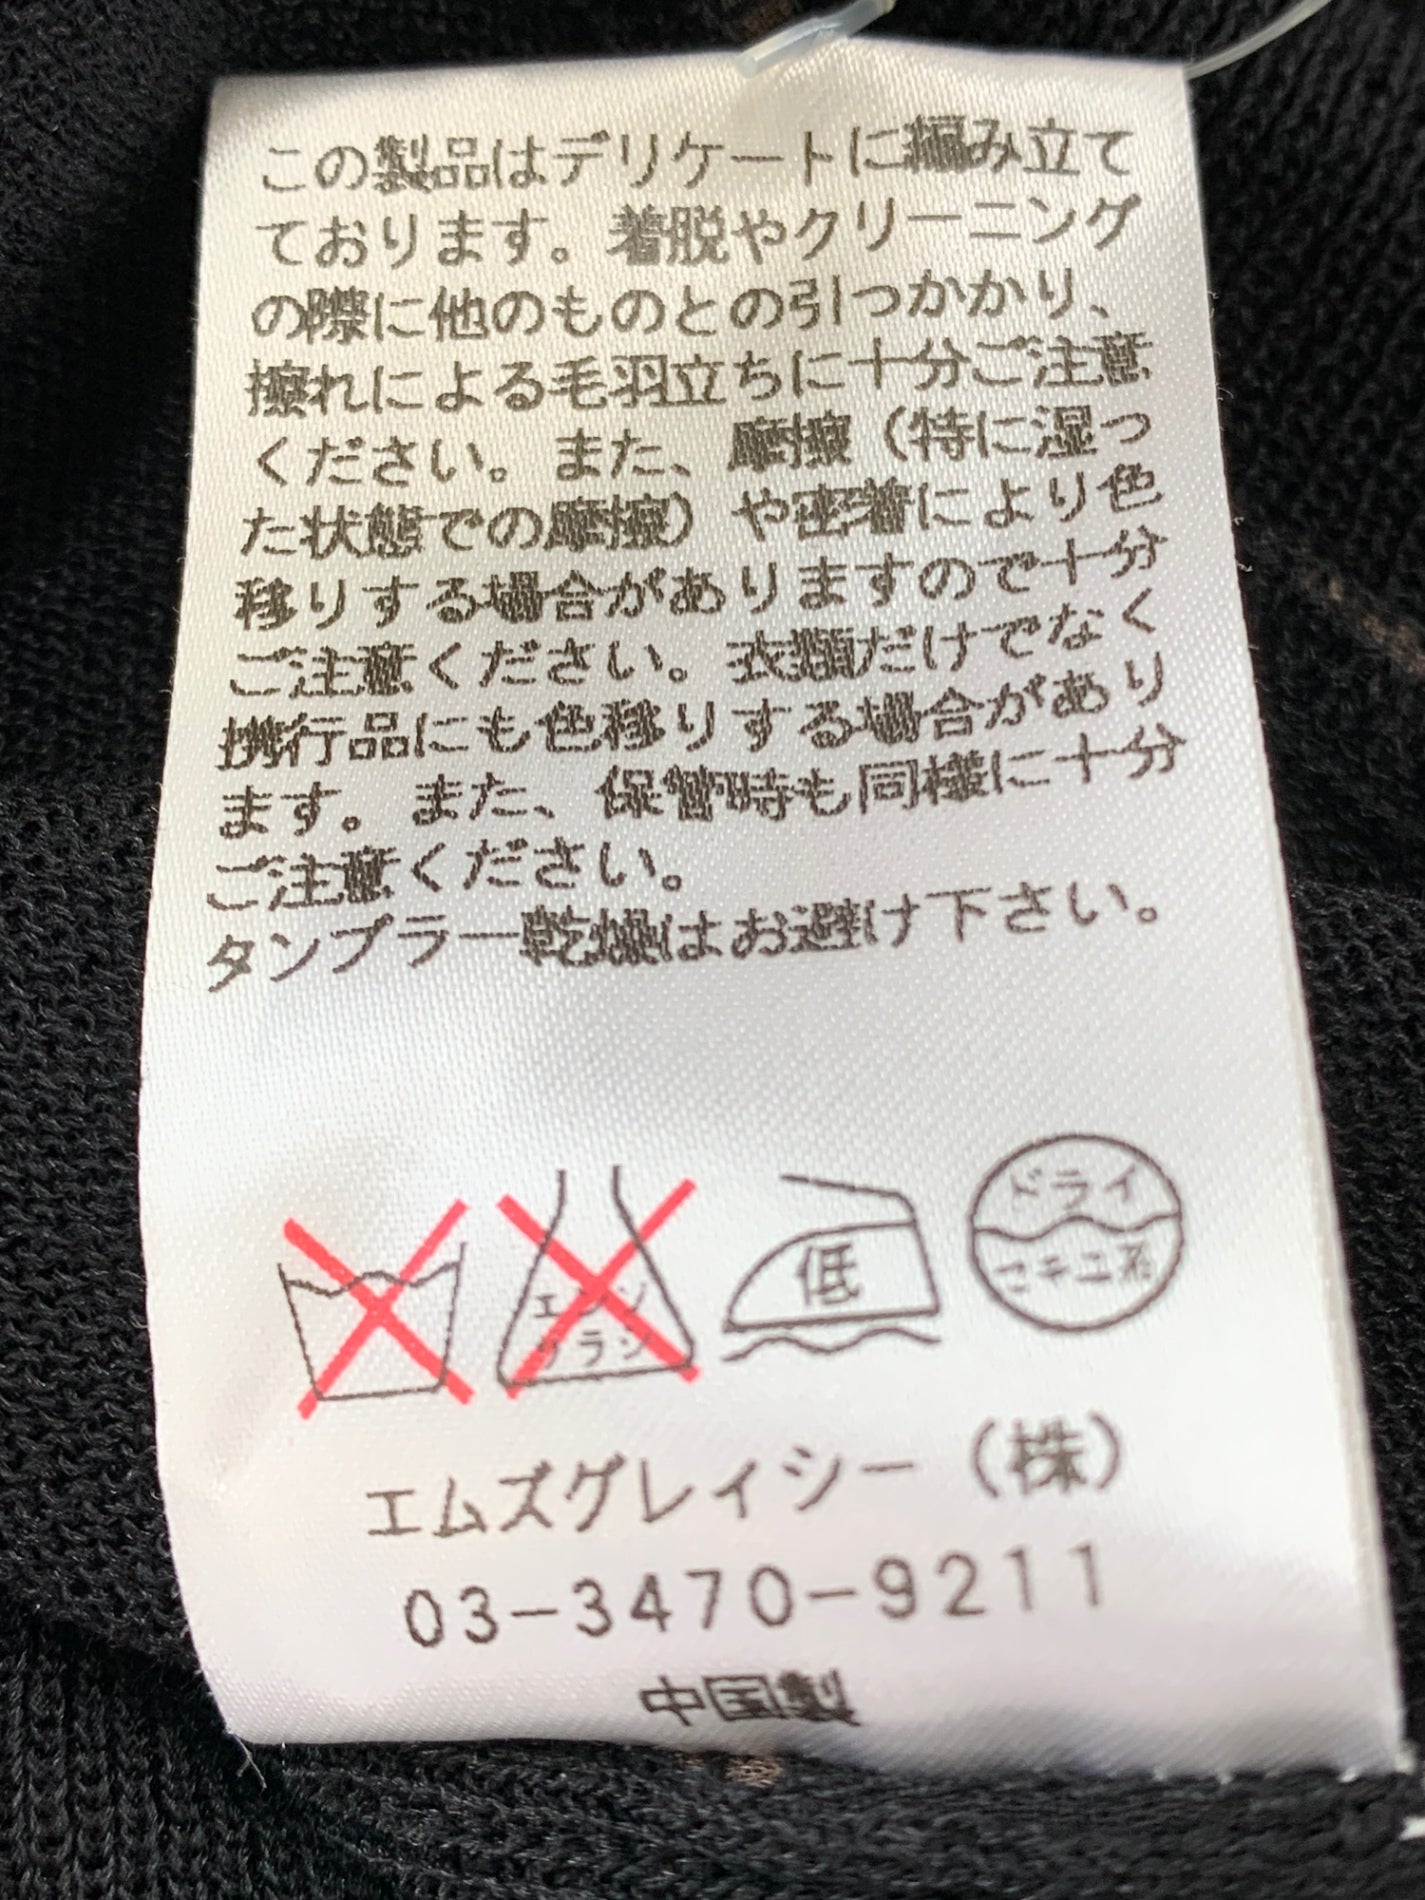 この製品はデリケートに編み立て
ております。着脱やクリーニング
の際に他のものとの引っかかり、
擦れによる毛羽立ちに十分ご注意
ください。また、摩擦（特に湿っ
た状態での摩擦）や密着により色
移りする場合がありますので十分
ご注意ください。衣類だけでなく
携行品にも色移りする場合があり
ます。また、保管時も同様に十分
ご注意ください。
タンブラー乾燥はお避け下さい。
エンソ
サラシ
低
ドライ
セキユ系
エムズグレイシー（株）
03-3470-9211
中国製